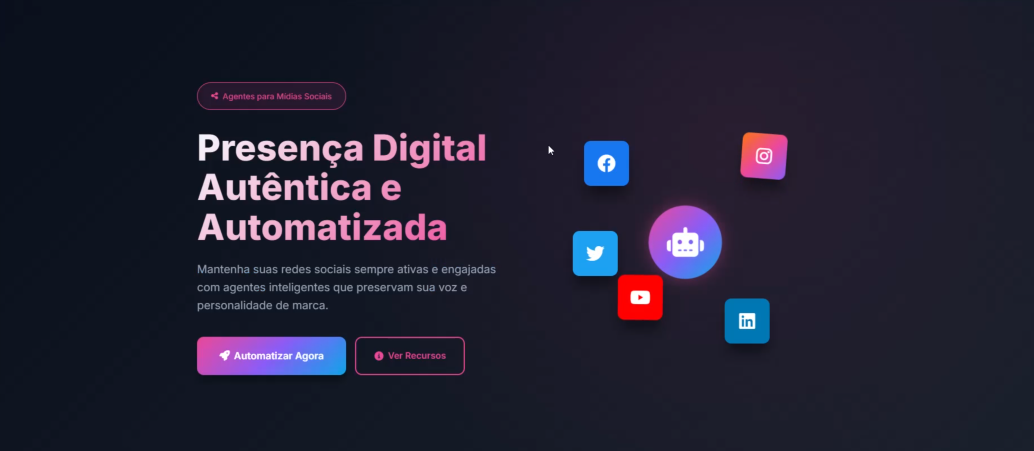 Agentes para Mídias Sociais
Presença Digital
Autêntica e
Automatizada
Mantenha suas redes sociais sempre ativas e engajadas
com agentes inteligentes que preservam sua voz e
personalidade de marca.
Automatizar Agora
Ver Recursos